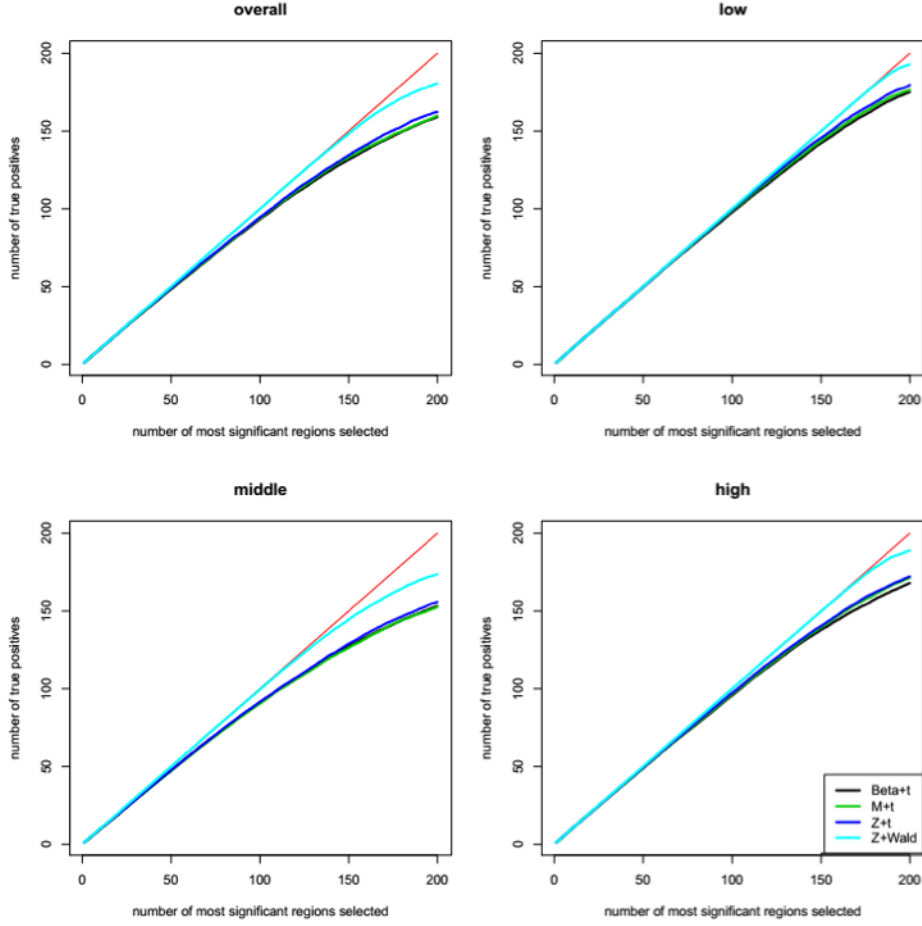 overall
low
number of true positives
200
150
100
50
0
0 50 100 150 200
number of most significant regions selected
number of true positives
200
150
100
50
0
0 50 100 150 200
number of most significant regions selected
middle
high
number of true positives
200
150
100
50
0
0 50 100 150 200
number of most significant regions selected
number of true positives
200
150
100
50
0
Beta+t
M+t
Z+t
Z+Wald
0 50 100 150 200
number of most significant regions selected